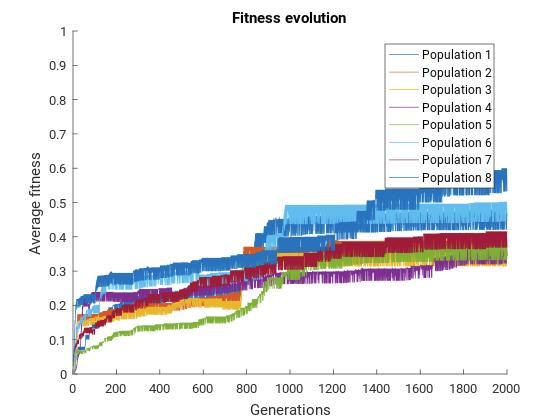 Fitness evolution
1
0.9
0.8
0.7
0.6
0.5
0.4
0.3
0.2
0.1
0
Average fitness
Population 1
Population 2
Population 3
Population 4
Population 5
Population 6
Population 7
Population 8
0 200 400 600 800 1000 1200 1400 1600 1800 2000
Generations